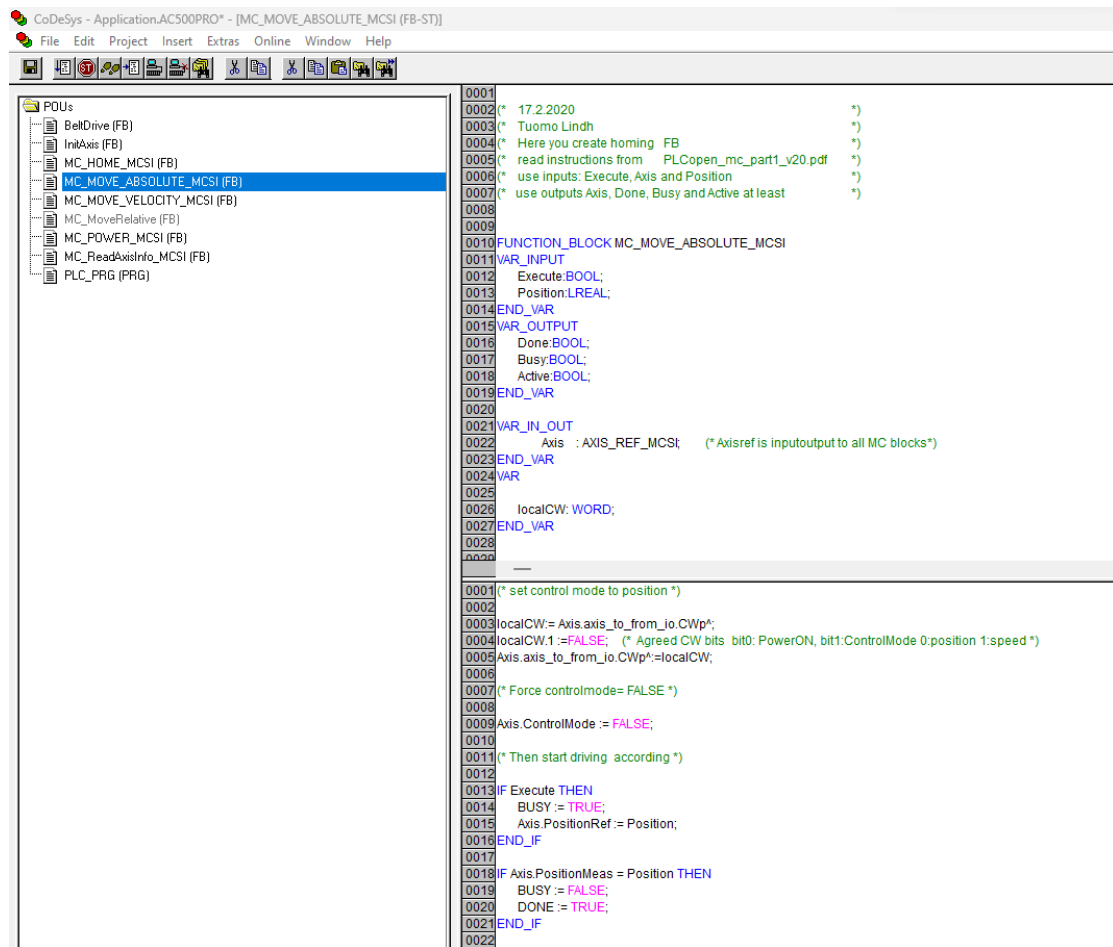 CoDeSys - Application.AC500PRO* - [MC_MOVE_ABSOLUTE_MCSI (FB-ST)]
File Edit Project Insert Extras Online Window Help
POUs
BeltDrive (FB)
InitAxis (FB)
MC_HOME_MCSI (FB)
MC_MOVE_ABSOLUTE_MCSI (FB)
MC_MOVE_VELOCITY_MCSI (FB)
MC_MoveRelative (FB)
MC_POWER_MCSI (FB)
MC_ReadAxisInfo_MCSI (FB)
PLC_PRG (PRG)
0001
0002 (* 17.2.2020 *)
0003 (* Tuomo Lindh *)
0004 (* Here you create homing FB *)
0005 (* read instructions from PLCopen_mc_part1_v20.pdf *)
0006 (* use inputs: Execute, Axis and Position *)
0007 (* use outputs Axis, Done, Busy and Active at least *)
0008
0009
0010 FUNCTION_BLOCK MC_MOVE_ABSOLUTE_MCSI
0011 VAR_INPUT
0012 Execute:BOOL;
0013 Position:LREAL;
0014 END_VAR
0015 VAR_OUTPUT
0016 Done:BOOL;
0017 Busy:BOOL;
0018 Active:BOOL;
0019 END_VAR
0020
0021 VAR_IN_OUT
0022 Axis : AXIS_REF_MCSI; (* Axisref is inputoutput to all MC blocks*)
0023 END_VAR
0024 VAR
0025
0026 localCW: WORD;
0027 END_VAR
0028
0029
0001 (* set control mode to position *)
0002
0003 localCW:= Axis.axis_to_from_io.CWp^;
0004 localCW.1 :=FALSE; (* Agreed CW bits bit0: PowerON, bit1:ControlMode 0:position 1:speed *)
0005 Axis.axis_to_from_io.CWp^:=localCW;
0006
0007 (* Force controlmode= FALSE *)
0008
0009 Axis.ControlMode := FALSE;
0010
0011 (* Then start driving according *)
0012
0013 IF Execute THEN
0014 BUSY := TRUE;
0015 Axis.PositionRef := Position;
0016 END_IF
0017
0018 IF Axis.PositionMeas = Position THEN
0019 BUSY := FALSE;
0020 DONE := TRUE;
0021 END_IF
0022